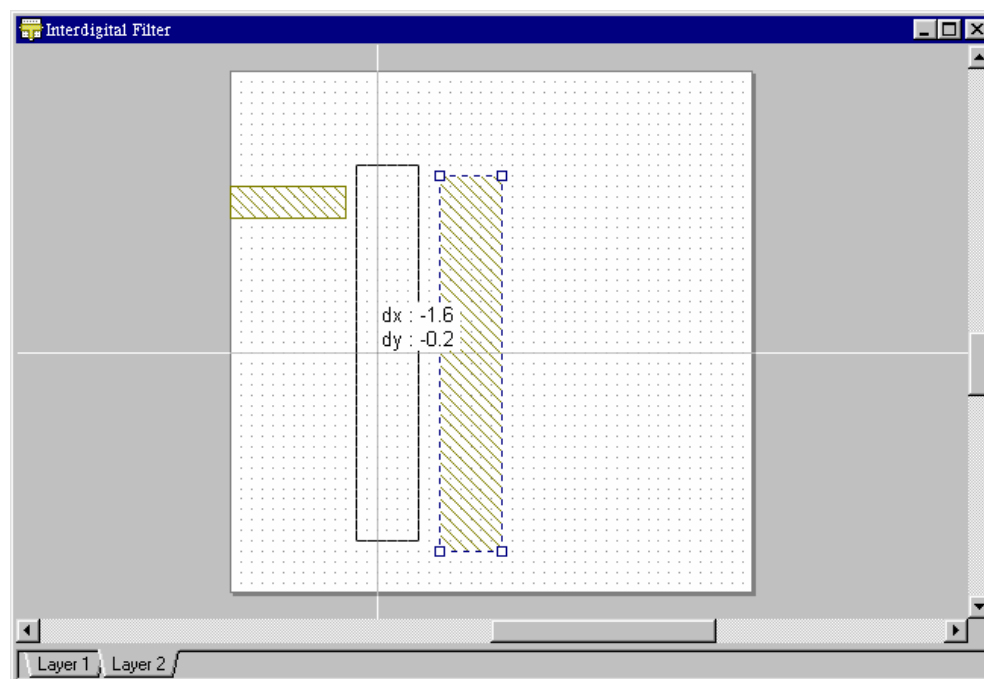 Interdigital Filter
dx : -1.6
dy : -0.2
Layer 1 Layer 2